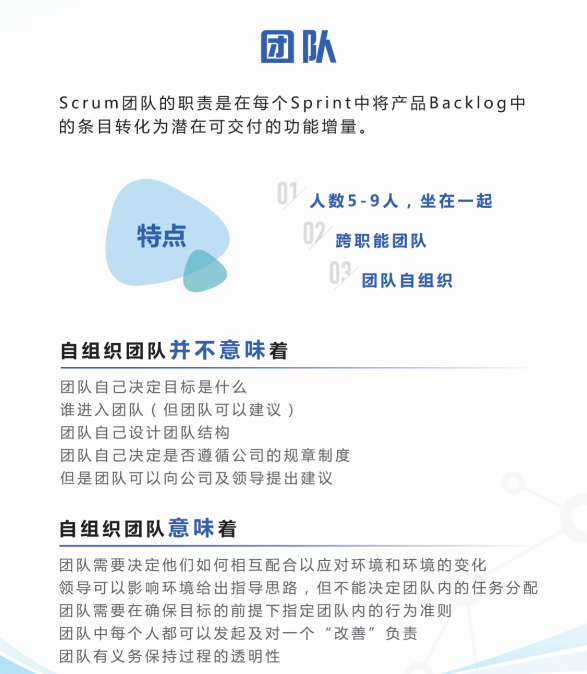 团队
Scrum团队的职责是在每个Sprint中将产品Backlog中
的条目转化为潜在可交付的功能增量。
特点
01 人数5-9人，坐在一起
02 跨职能团队
03 团队自组织
自组织团队并不意味着
团队自己决定目标是什么
谁进入团队（但团队可以建议）
团队自己设计团队结构
团队自己决定是否遵循公司的规章制度
但是团队可以向公司及领导提出建议
自组织团队意味着
团队需要决定他们如何相互配合以应对环境和环境的变化
领导可以影响环境给出指导思路，但不能决定团队内的任务分配
团队需要在确保目标的前提下指定团队内的行为准则
团队中每个人都可以发起及对一个“改善”负责
团队有义务保持过程的透明性